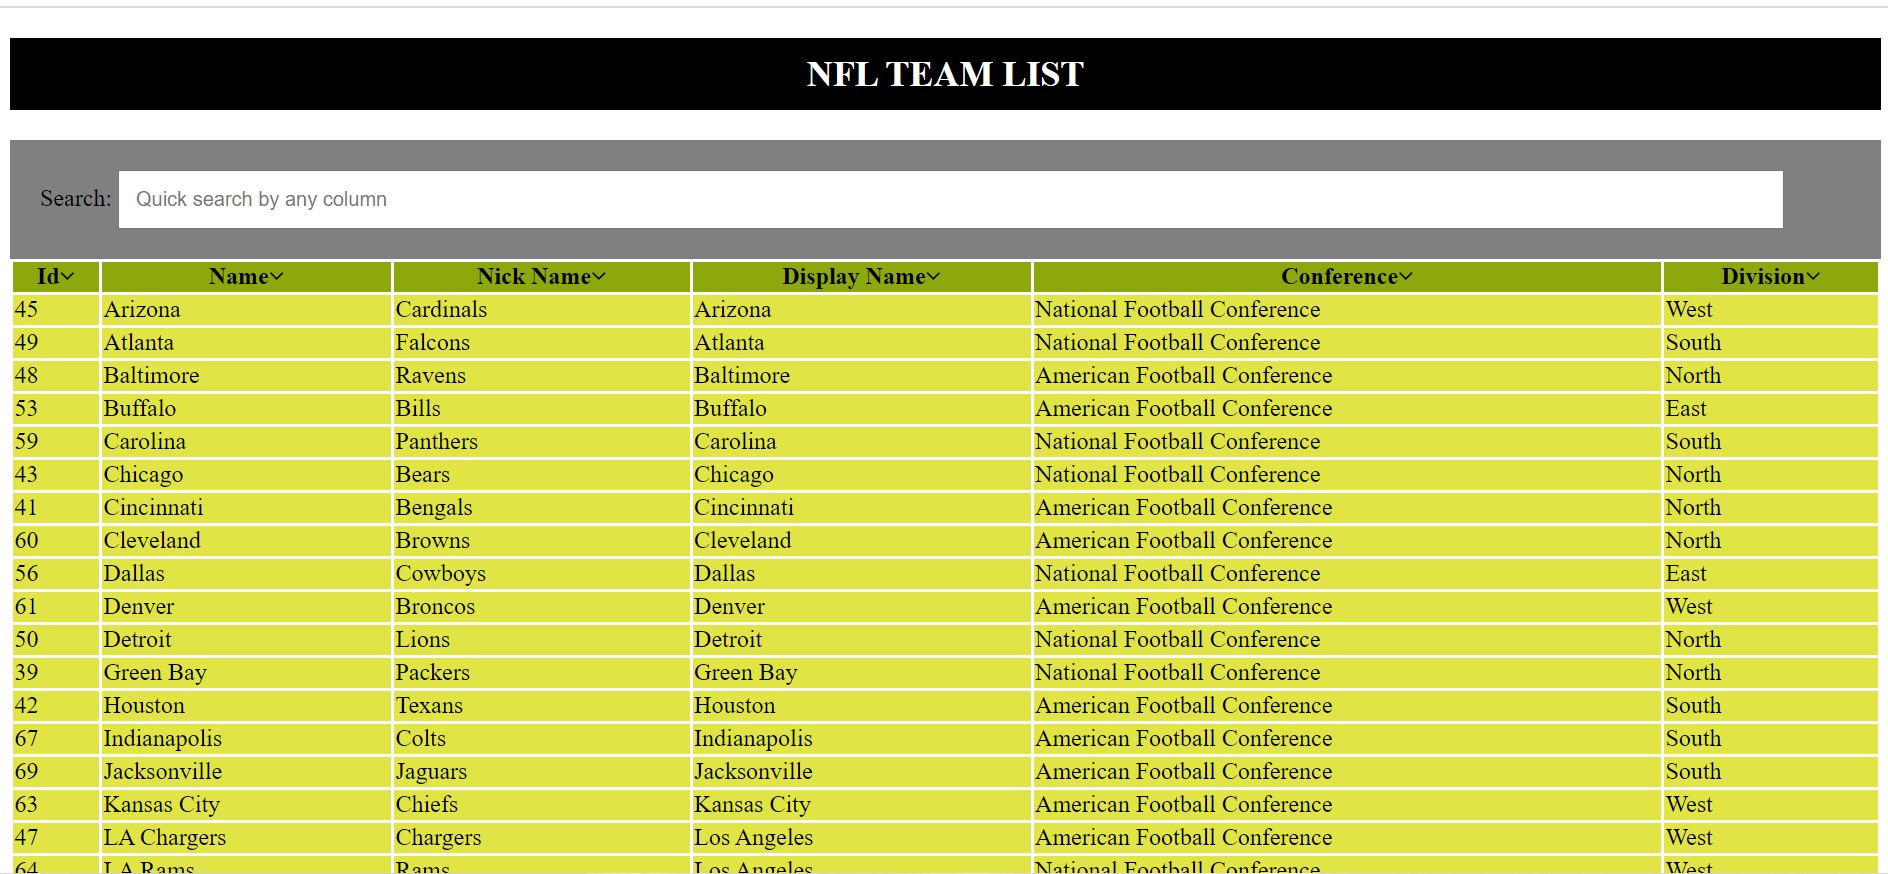 NFL TEAM LIST
Search: Quick search by any column
Id Name Nick Name Display Name Conference Division
45 Arizona Cardinals Arizona National Football Conference West
49 Atlanta Falcons Atlanta National Football Conference South
48 Baltimore Ravens Baltimore American Football Conference North
53 Buffalo Bills Buffalo American Football Conference East
59 Carolina Panthers Carolina National Football Conference South
43 Chicago Bears Chicago National Football Conference North
41 Cincinnati Bengals Cincinnati American Football Conference North
60 Cleveland Browns Cleveland American Football Conference North
56 Dallas Cowboys Dallas National Football Conference East
61 Denver Broncos Denver American Football Conference West
50 Detroit Lions Detroit National Football Conference North
39 Green Bay Packers Green Bay National Football Conference North
42 Houston Texans Houston American Football Conference South
67 Indianapolis Colts Indianapolis American Football Conference South
69 Jacksonville Jaguars Jacksonville American Football Conference South
63 Kansas City Chiefs Kansas City American Football Conference West
47 LA Chargers Chargers Los Angeles American Football Conference West
64 LA Rams Rams Los Angeles National Football Conference West